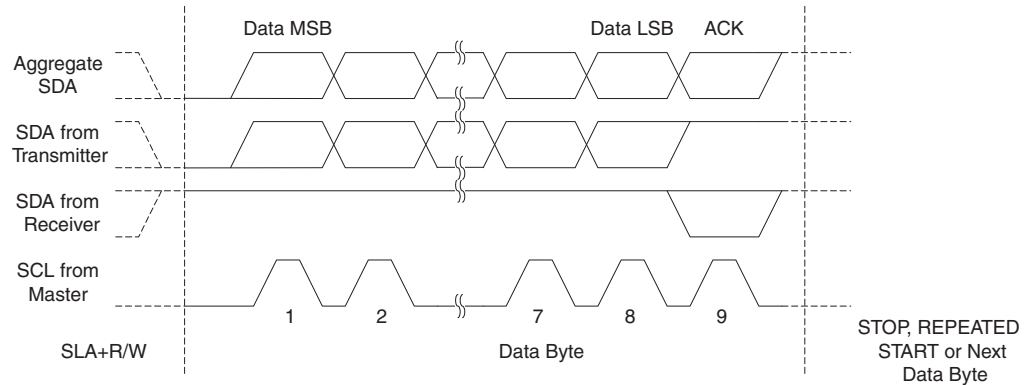 Data MSB
Data LSB
ACK
Aggregate
SDA
SDA from
Transmitter
SDA from
Receiver
SCL from
Master
1
2
7
8
9
SLA+R/W
Data Byte
STOP, REPEATED
START or Next
Data Byte